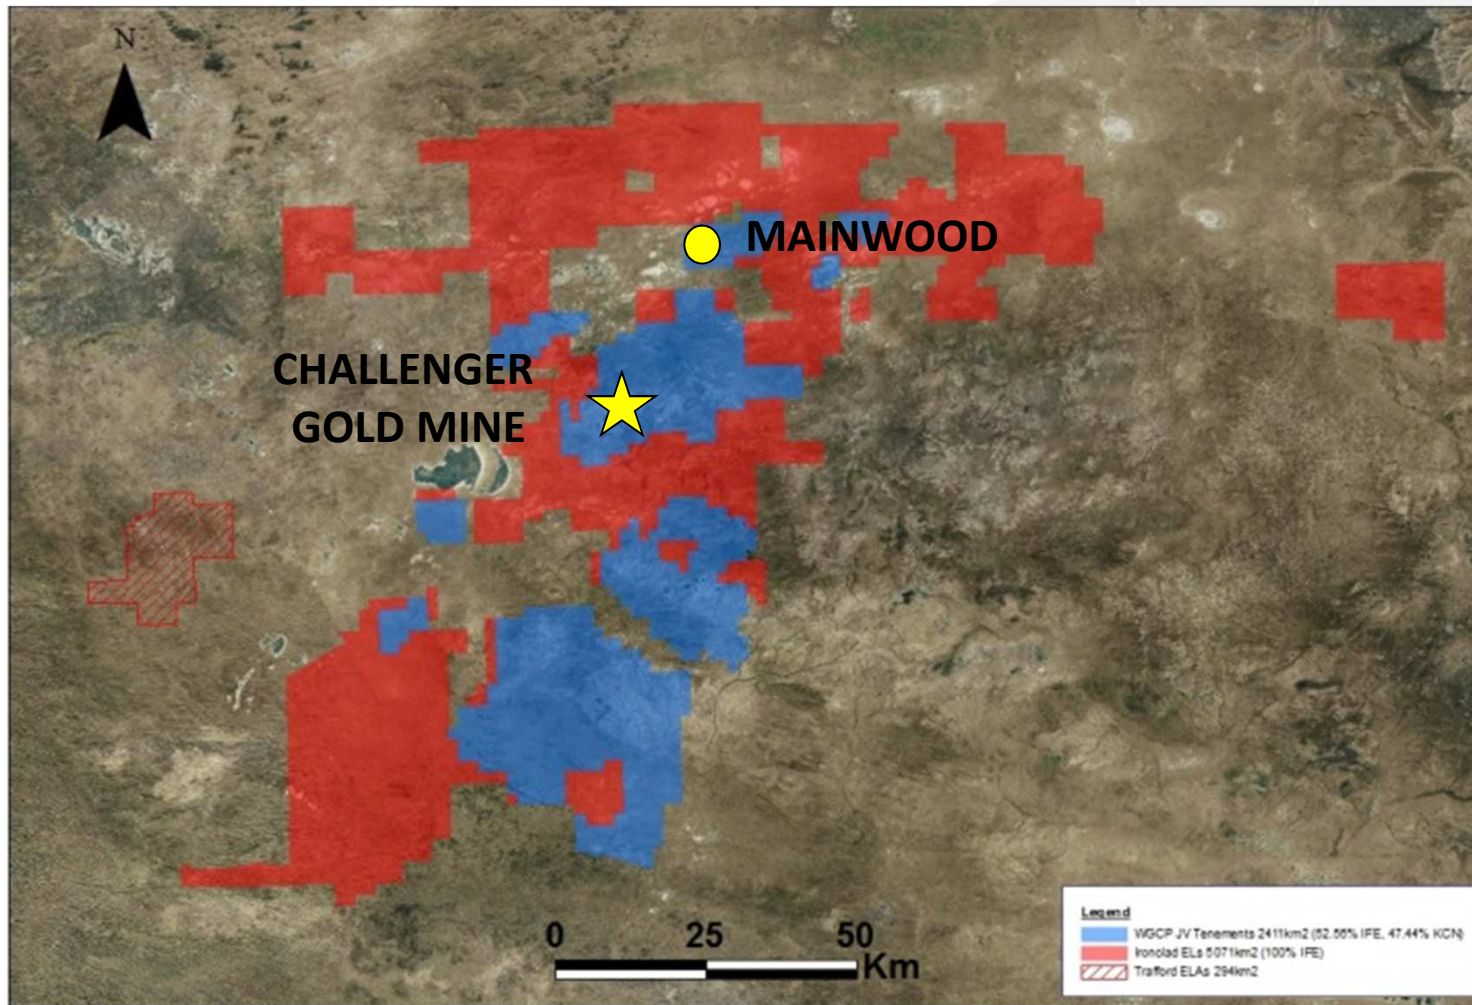 N
MAINWOOD
CHALLENGER
GOLD MINE
0 25 50
Km
Legend
WGCP JV Tenements 2411km2 (52.56% IFE, 47.44% KCN)
Ironclad ELs 5071km2 (100% IFE)
Trafford ELAs 294km2